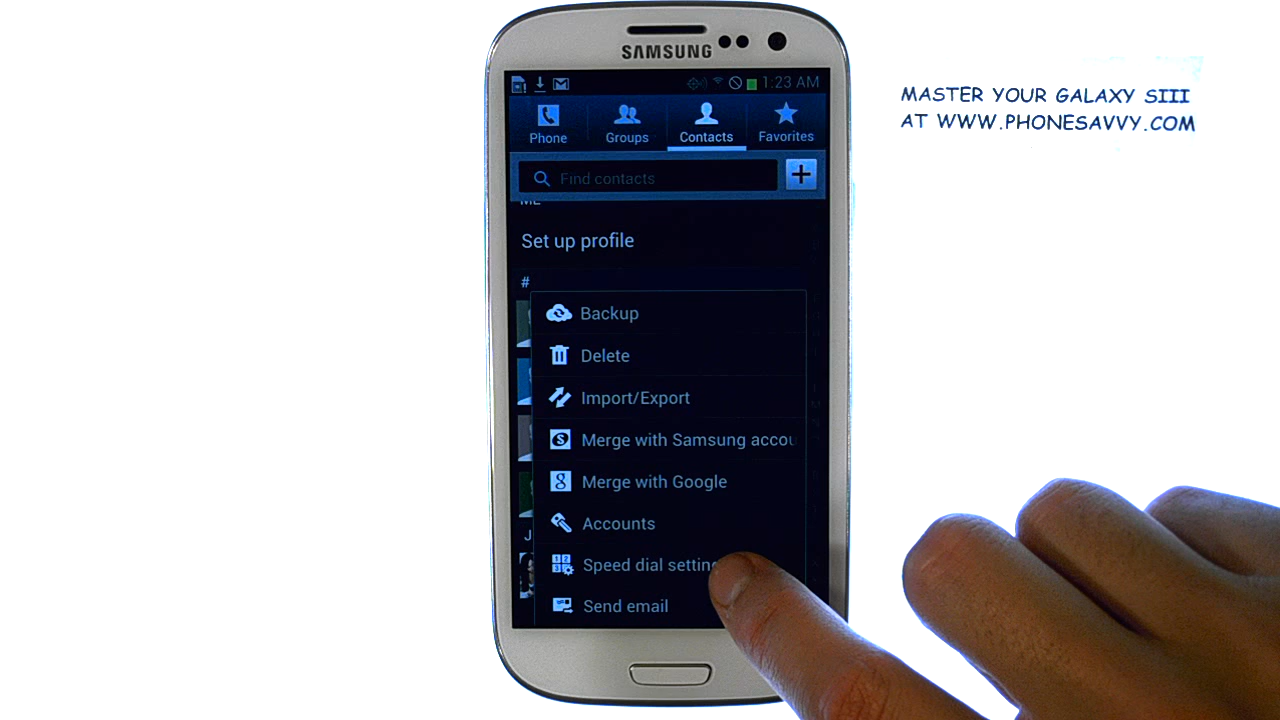 SAMSUNG
1:23 AM
Phone
Groups
Contacts
Favorites
Find contacts
Set up profile
#
Backup
Delete
Import/Export
Merge with Samsung accou
Merge with Google
Accounts
Speed dial setting
Send email
J
MASTER YOUR GALAXY SIII
AT WWW.PHONESAVVY.COM